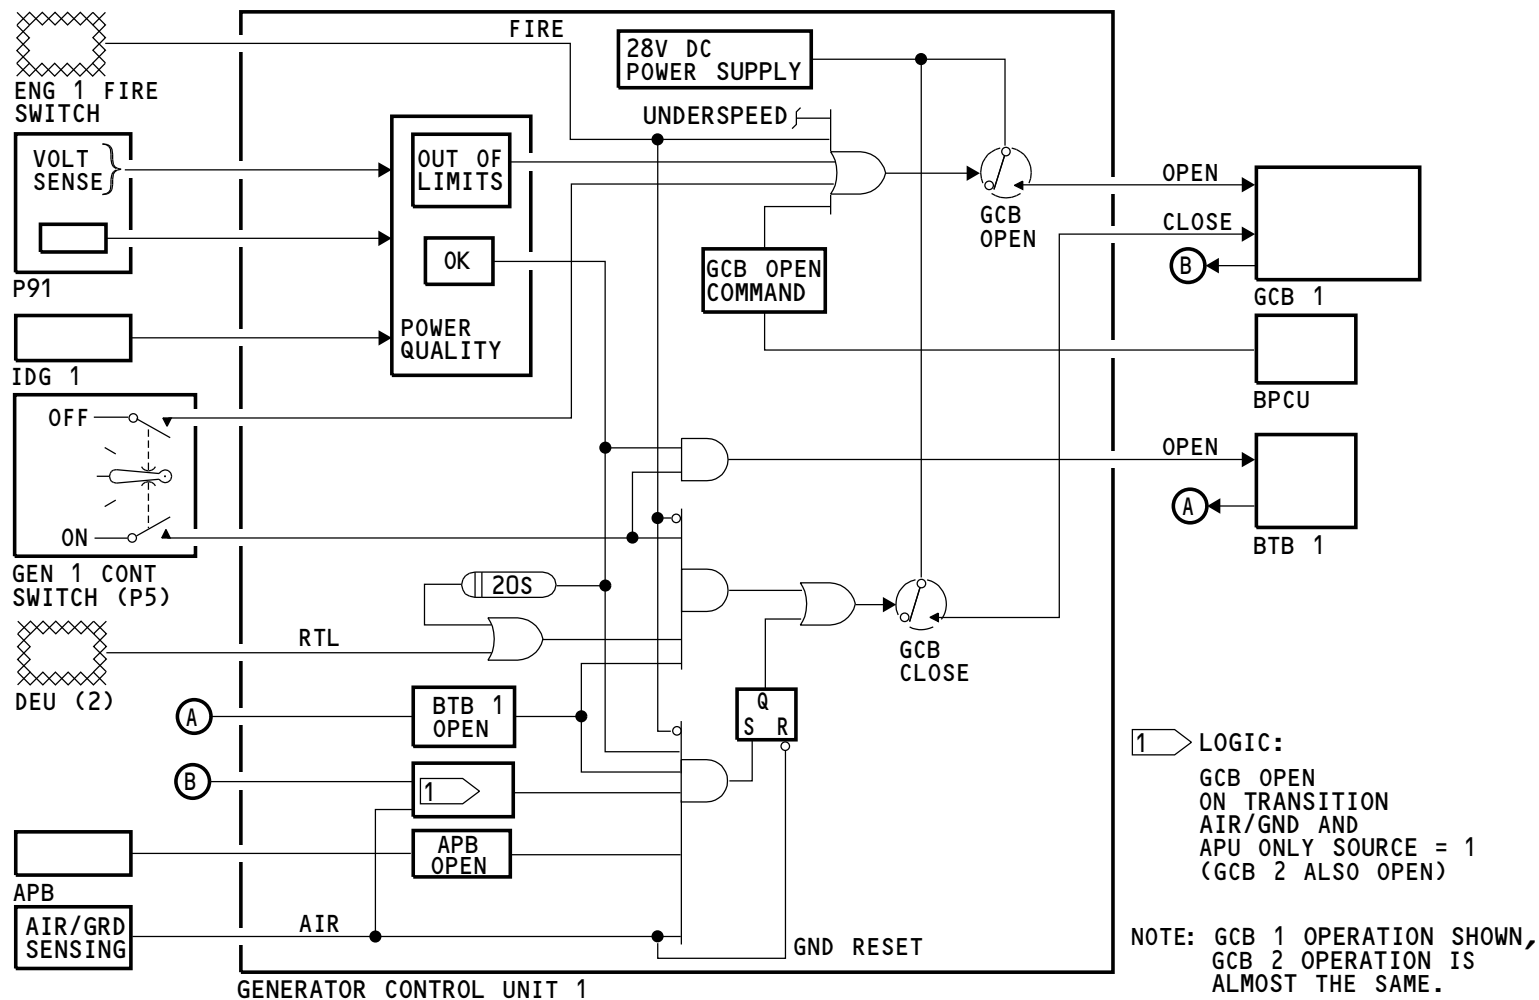 FIRE
ENG 1 FIRE
SWITCH
28V DC
POWER SUPPLY
UNDERSPEED
VOLT
SENSE
P91
OUT OF
LIMITS
OK
POWER
QUALITY
GCB
OPEN
GCB OPEN
COMMAND
OPEN
CLOSE
B
GCB 1
IDG 1
BPCU
OFF
ON
GEN 1 CONT
SWITCH (P5)
OPEN
A
BTB 1
20S
RTL
DEU (2)
GCB
CLOSE
A
BTB 1
OPEN
Q
S R
B
1
APB
OPEN
APB
AIR/GRD
SENSING
AIR
GND RESET
GENERATOR CONTROL UNIT 1
1 LOGIC:
GCB OPEN
ON TRANSITION
AIR/GND AND
APU ONLY SOURCE = 1
(GCB 2 ALSO OPEN)
NOTE: GCB 1 OPERATION SHOWN,
GCB 2 OPERATION IS
ALMOST THE SAME.